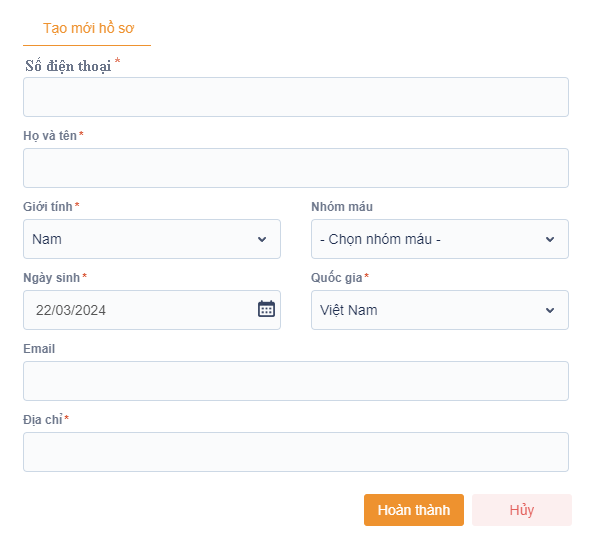 Tạo mới hồ sơ
Số điện thoại *
Họ và tên *
Giới tính * Nhóm máu
Nam - Chọn nhóm máu -
Ngày sinh * Quốc gia *
22/03/2024 Việt Nam
Email
Địa chỉ *
Hoàn thành Hủy